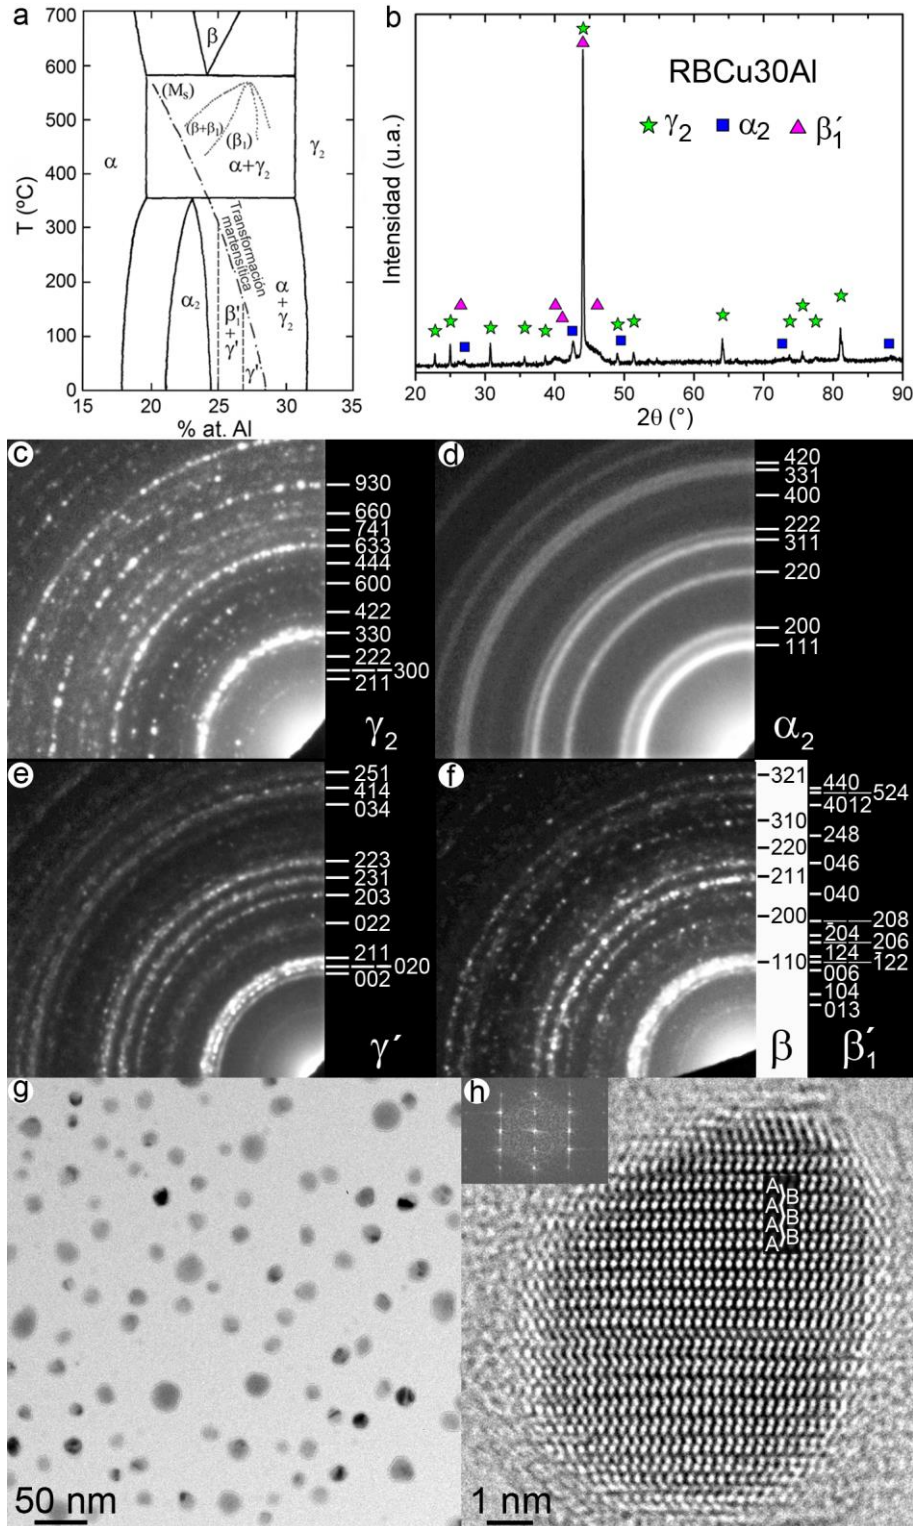 a
700
600
500
400
300
200
100
0
T (ºC)
15
20
25
30
35
% at. Al
β
(Mₛ)
(β+β₁)
(β₁)
α
α+γ₂
γ₂
Transformación
martensítica
α₂
β₁′
+
γ′
γ′
α
+
γ₂
b
RBCu30Al
γ₂
α₂
β₁′
Intensidad (u.a.)
20
30
40
50
60
70
80
90
2θ (°)
c
930
660
741
633
444
600
422
330
222
300
211
γ₂
d
420
331
400
222
311
220
200
111
α₂
e
251
414
034
223
231
203
022
211
020
002
γ′
f
321
310
220
211
200
110
β
440
524
4012
248
046
040
208
204
206
124
122
006
104
013
β₁′
g
50 nm
h
A
B
A
B
A
B
A
1 nm